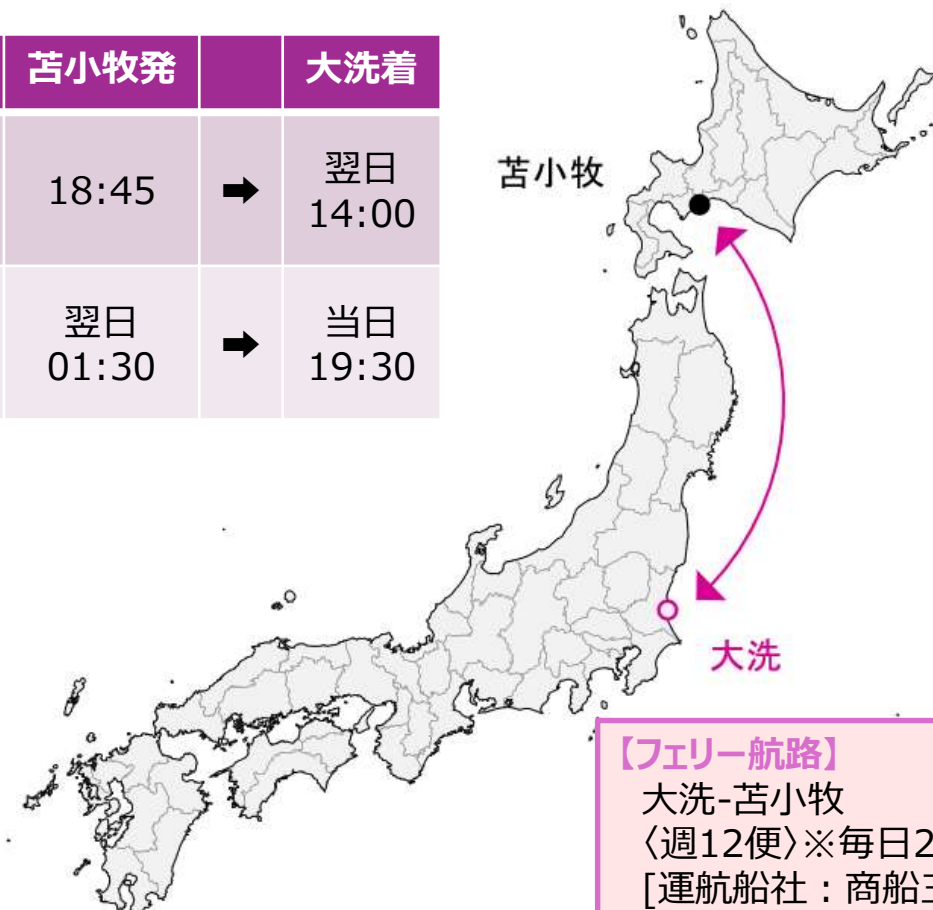 苫小牧発 大洗着
18:45 ➡ 翌日 14:00
翌日 01:30 ➡ 当日 19:30
苫小牧
大洗
【フェリー航路】
大洗-苫小牧
〈週12便〉※毎日2
[運航船社：商船三